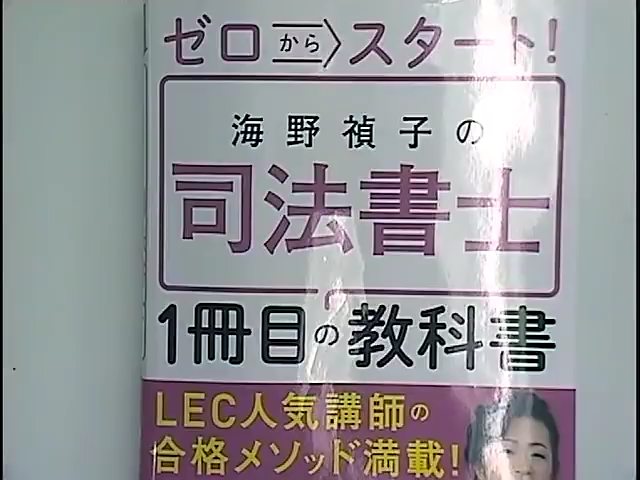 ゼロからスタート!
海野禎子の
司法書士
1冊目の教科書
LEC人気講師の
合格メソッド満載!